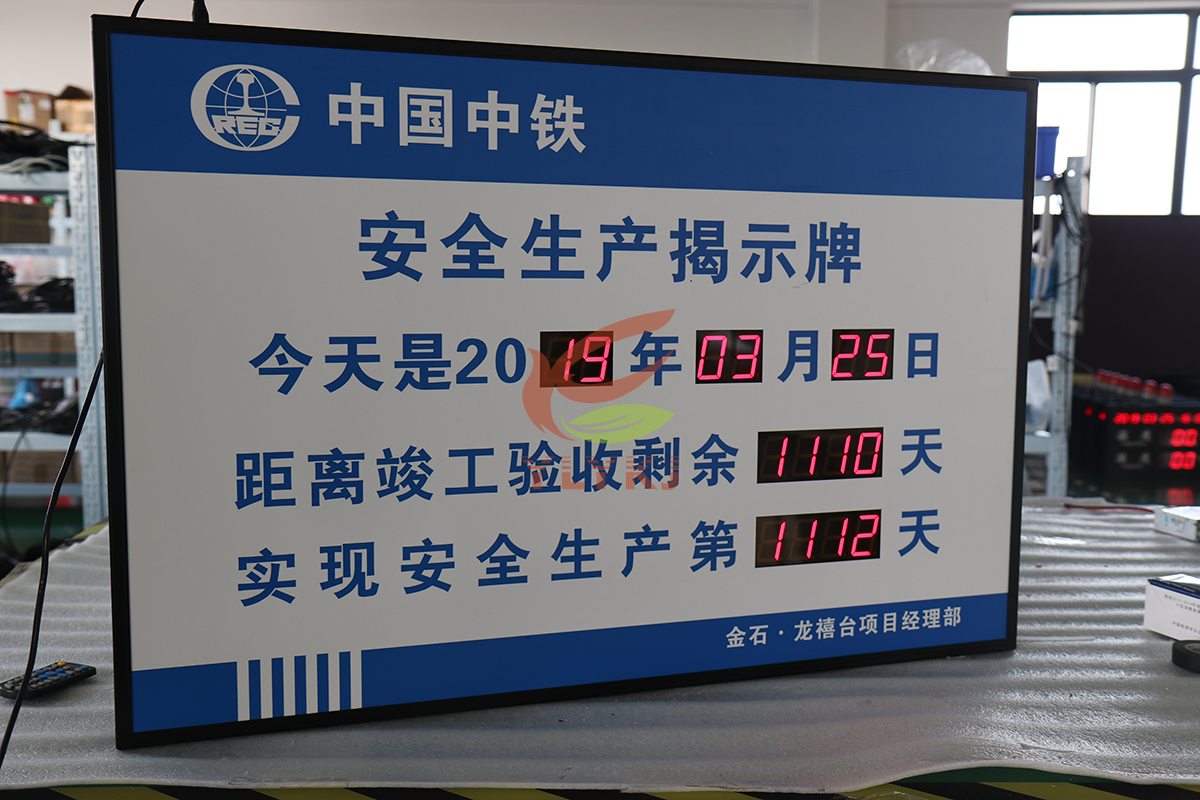 REC 中国中铁
安全生产揭示牌
今天是2019年03月25日
距离竣工验收剩余1110天
实现安全生产第1112天
金石·龙禧台项目经理部